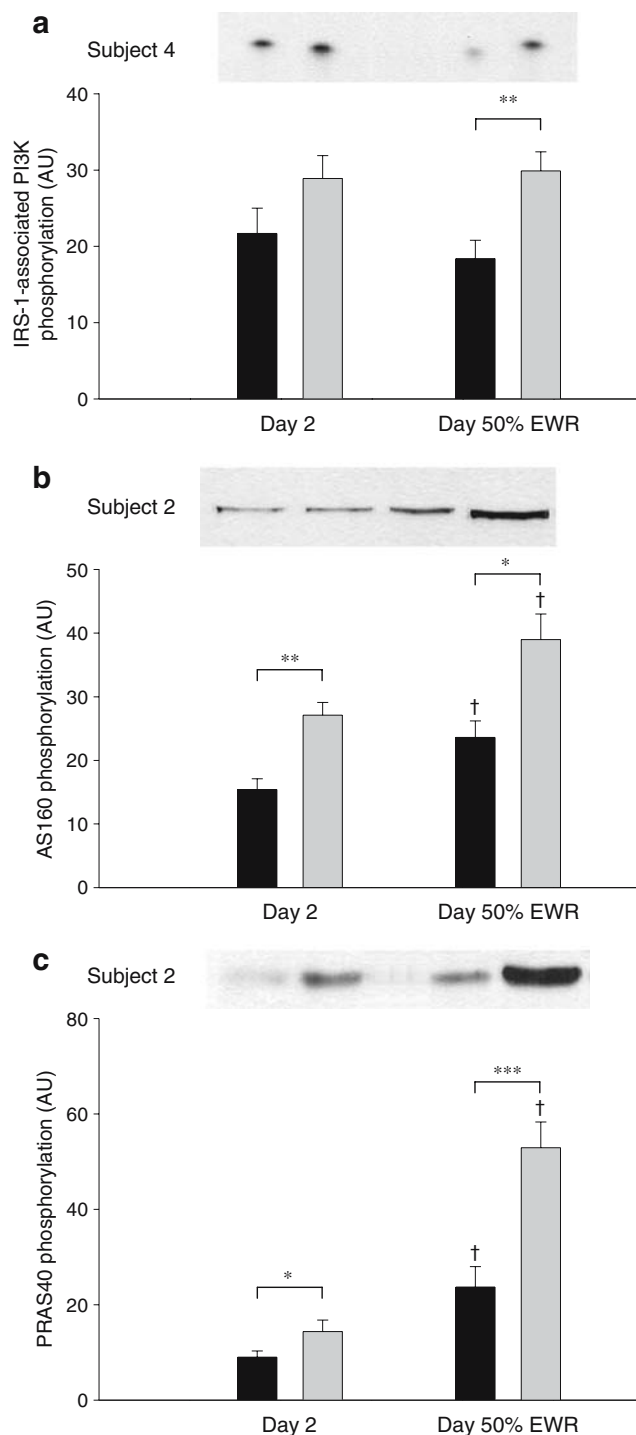 a
Subject 4
40
30
20
10
0
IRS-1-associated PI3K
phosphorylation (AU)
**
Day 2
Day 50% EWR
b
Subject 2
50
40
30
20
10
0
AS160 phosphorylation (AU)
**
†
*
†
Day 2
Day 50% EWR
c
Subject 2
80
60
40
20
0
PRAS40 phosphorylation (AU)
*
†
***
†
Day 2
Day 50% EWR